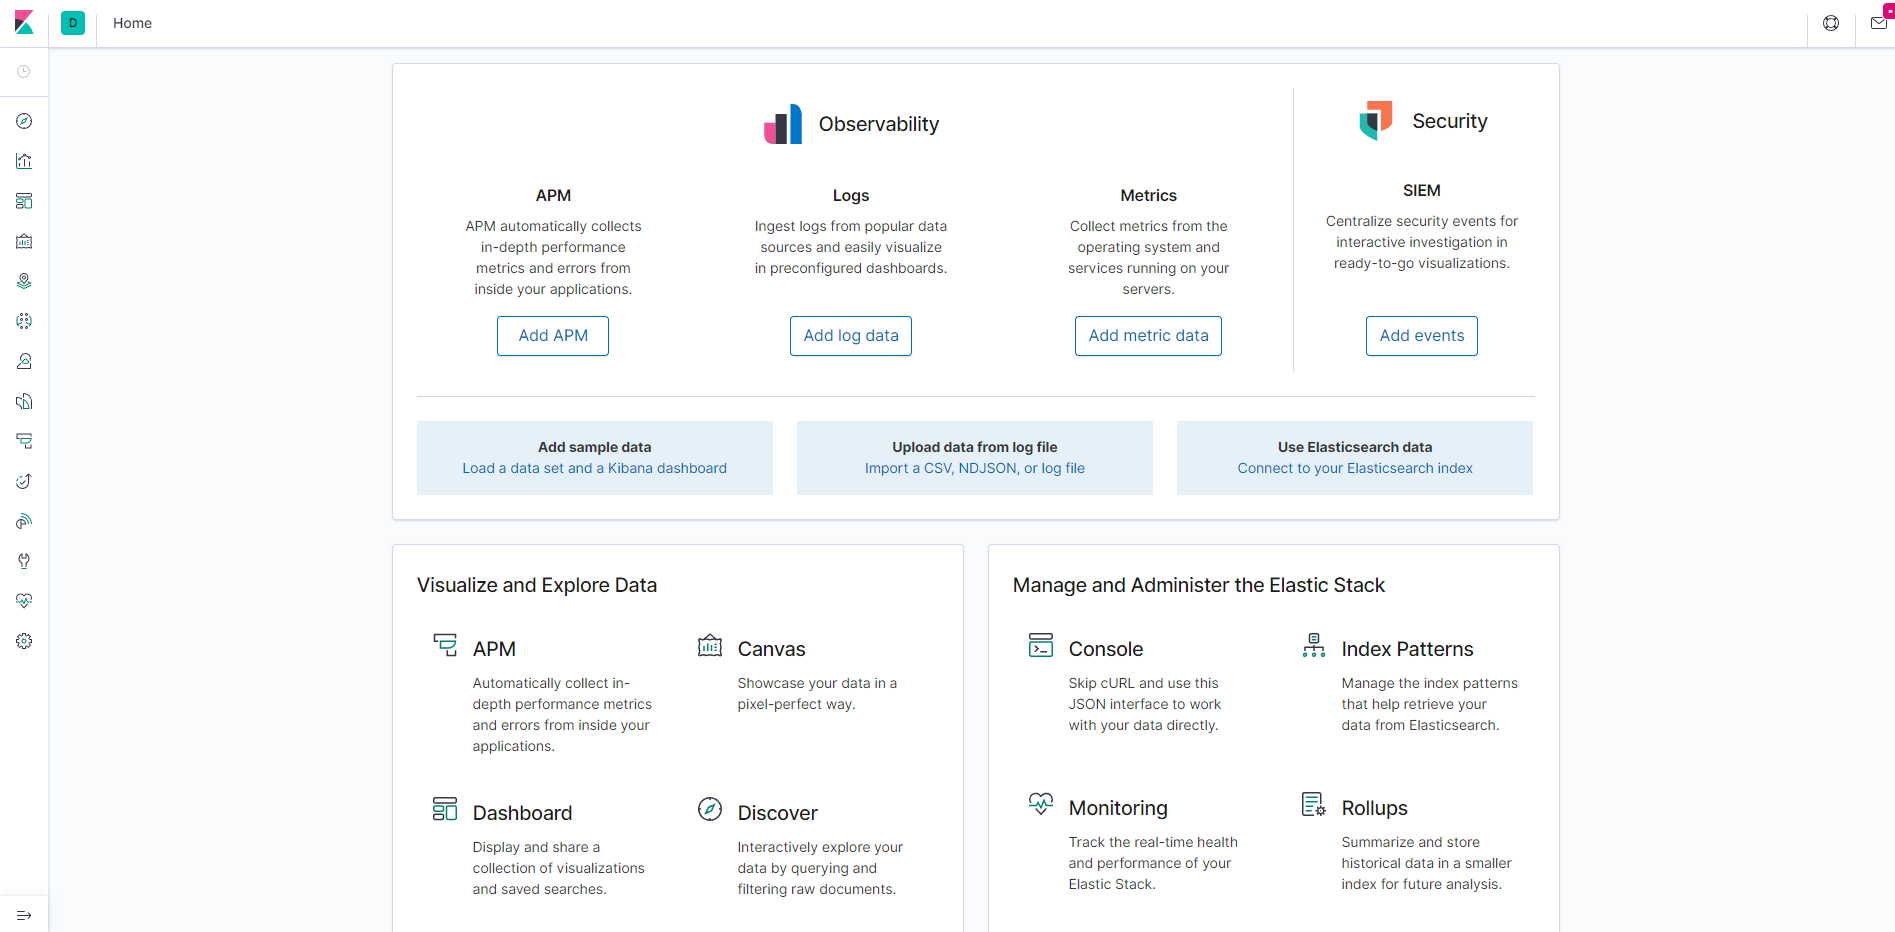 D
Home
Observability
Security
APM
APM automatically collects
in-depth performance
metrics and errors from
inside your applications.
Add APM
Logs
Ingest logs from popular data
sources and easily visualize
in preconfigured dashboards.
Add log data
Metrics
Collect metrics from the
operating system and
services running on your
servers.
Add metric data
SIEM
Centralize security events for
interactive investigation in
ready-to-go visualizations.
Add events
Add sample data
Load a data set and a Kibana dashboard
Upload data from log file
Import a CSV, NDJSON, or log file
Use Elasticsearch data
Connect to your Elasticsearch index
Visualize and Explore Data
APM
Automatically collect in-
depth performance metrics
and errors from inside your
applications.
Canvas
Showcase your data in a
pixel-perfect way.
Dashboard
Display and share a
collection of visualizations
and saved searches.
Discover
Interactively explore your
data by querying and
filtering raw documents.
Manage and Administer the Elastic Stack
Console
Skip cURL and use this
JSON interface to work
with your data directly.
Index Patterns
Manage the index patterns
that help retrieve your
data from Elasticsearch.
Monitoring
Track the real-time health
and performance of your
Elastic Stack.
Rollups
Summarize and store
historical data in a smaller
index for future analysis.